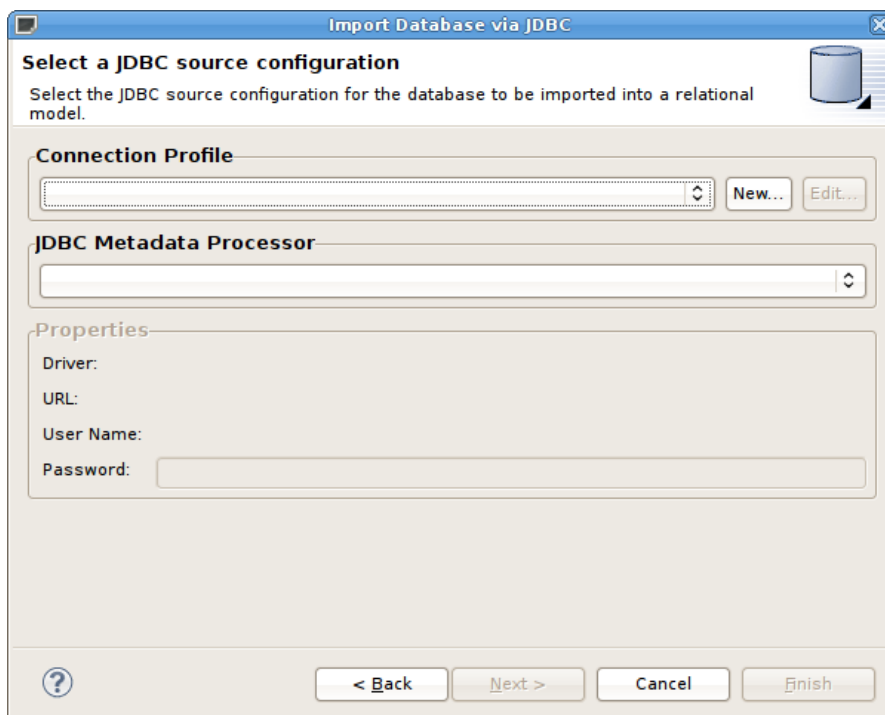 Import Database via JDBC
Select a JDBC source configuration
Select the JDBC source configuration for the database to be imported into a relational
model.
Connection Profile
New... Edit...
JDBC Metadata Processor
Properties
Driver:
URL:
User Name:
Password:
? < Back Next > Cancel Finish